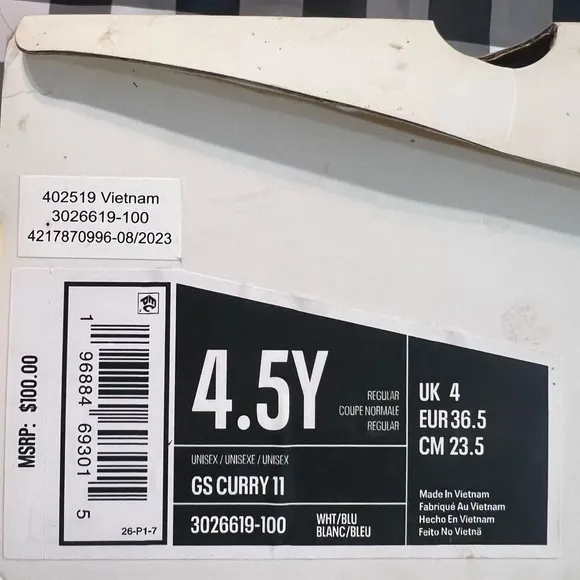 402519 Vietnam
3026619-100
4217870996-08/2023
MSRP: $100.00
1 96884 69301 5
26-P1-7
4.5Y
REGULAR
COUPE NORMALE
REGULAR
UNISEX / UNISEXE / UNISEX
GS CURRY 11
3026619-100
WHT/BLU
BLANC/BLEU
UK 4
EUR 36.5
CM 23.5
Made In Vietnam
Fabriqué Au Vietnam
Hecho En Vietnam
Feito No Vietnã